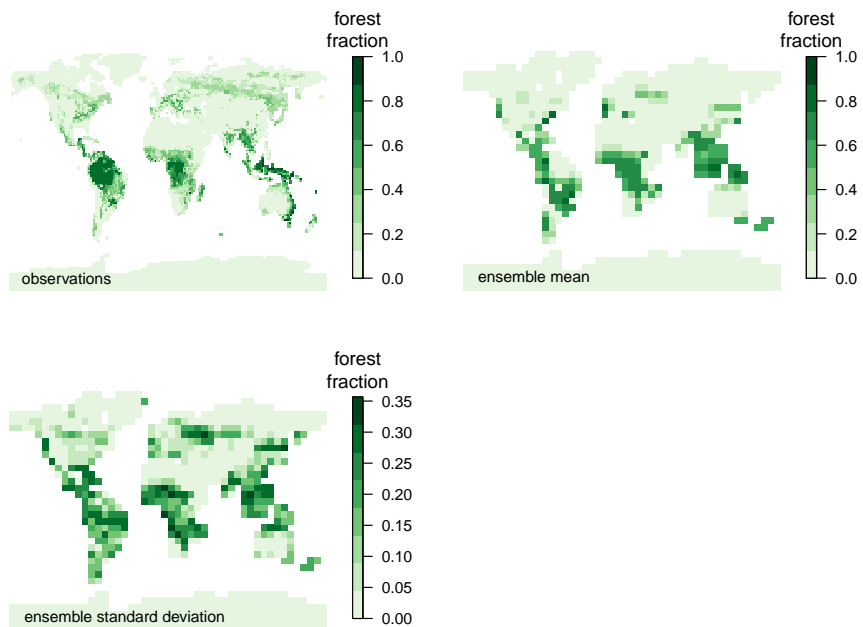 forest
fraction
1.0
0.8
0.6
0.4
0.2
0.0
observations
forest
fraction
1.0
0.8
0.6
0.4
0.2
0.0
ensemble mean
forest
fraction
0.35
0.30
0.25
0.20
0.15
0.10
0.05
0.00
ensemble standard deviation